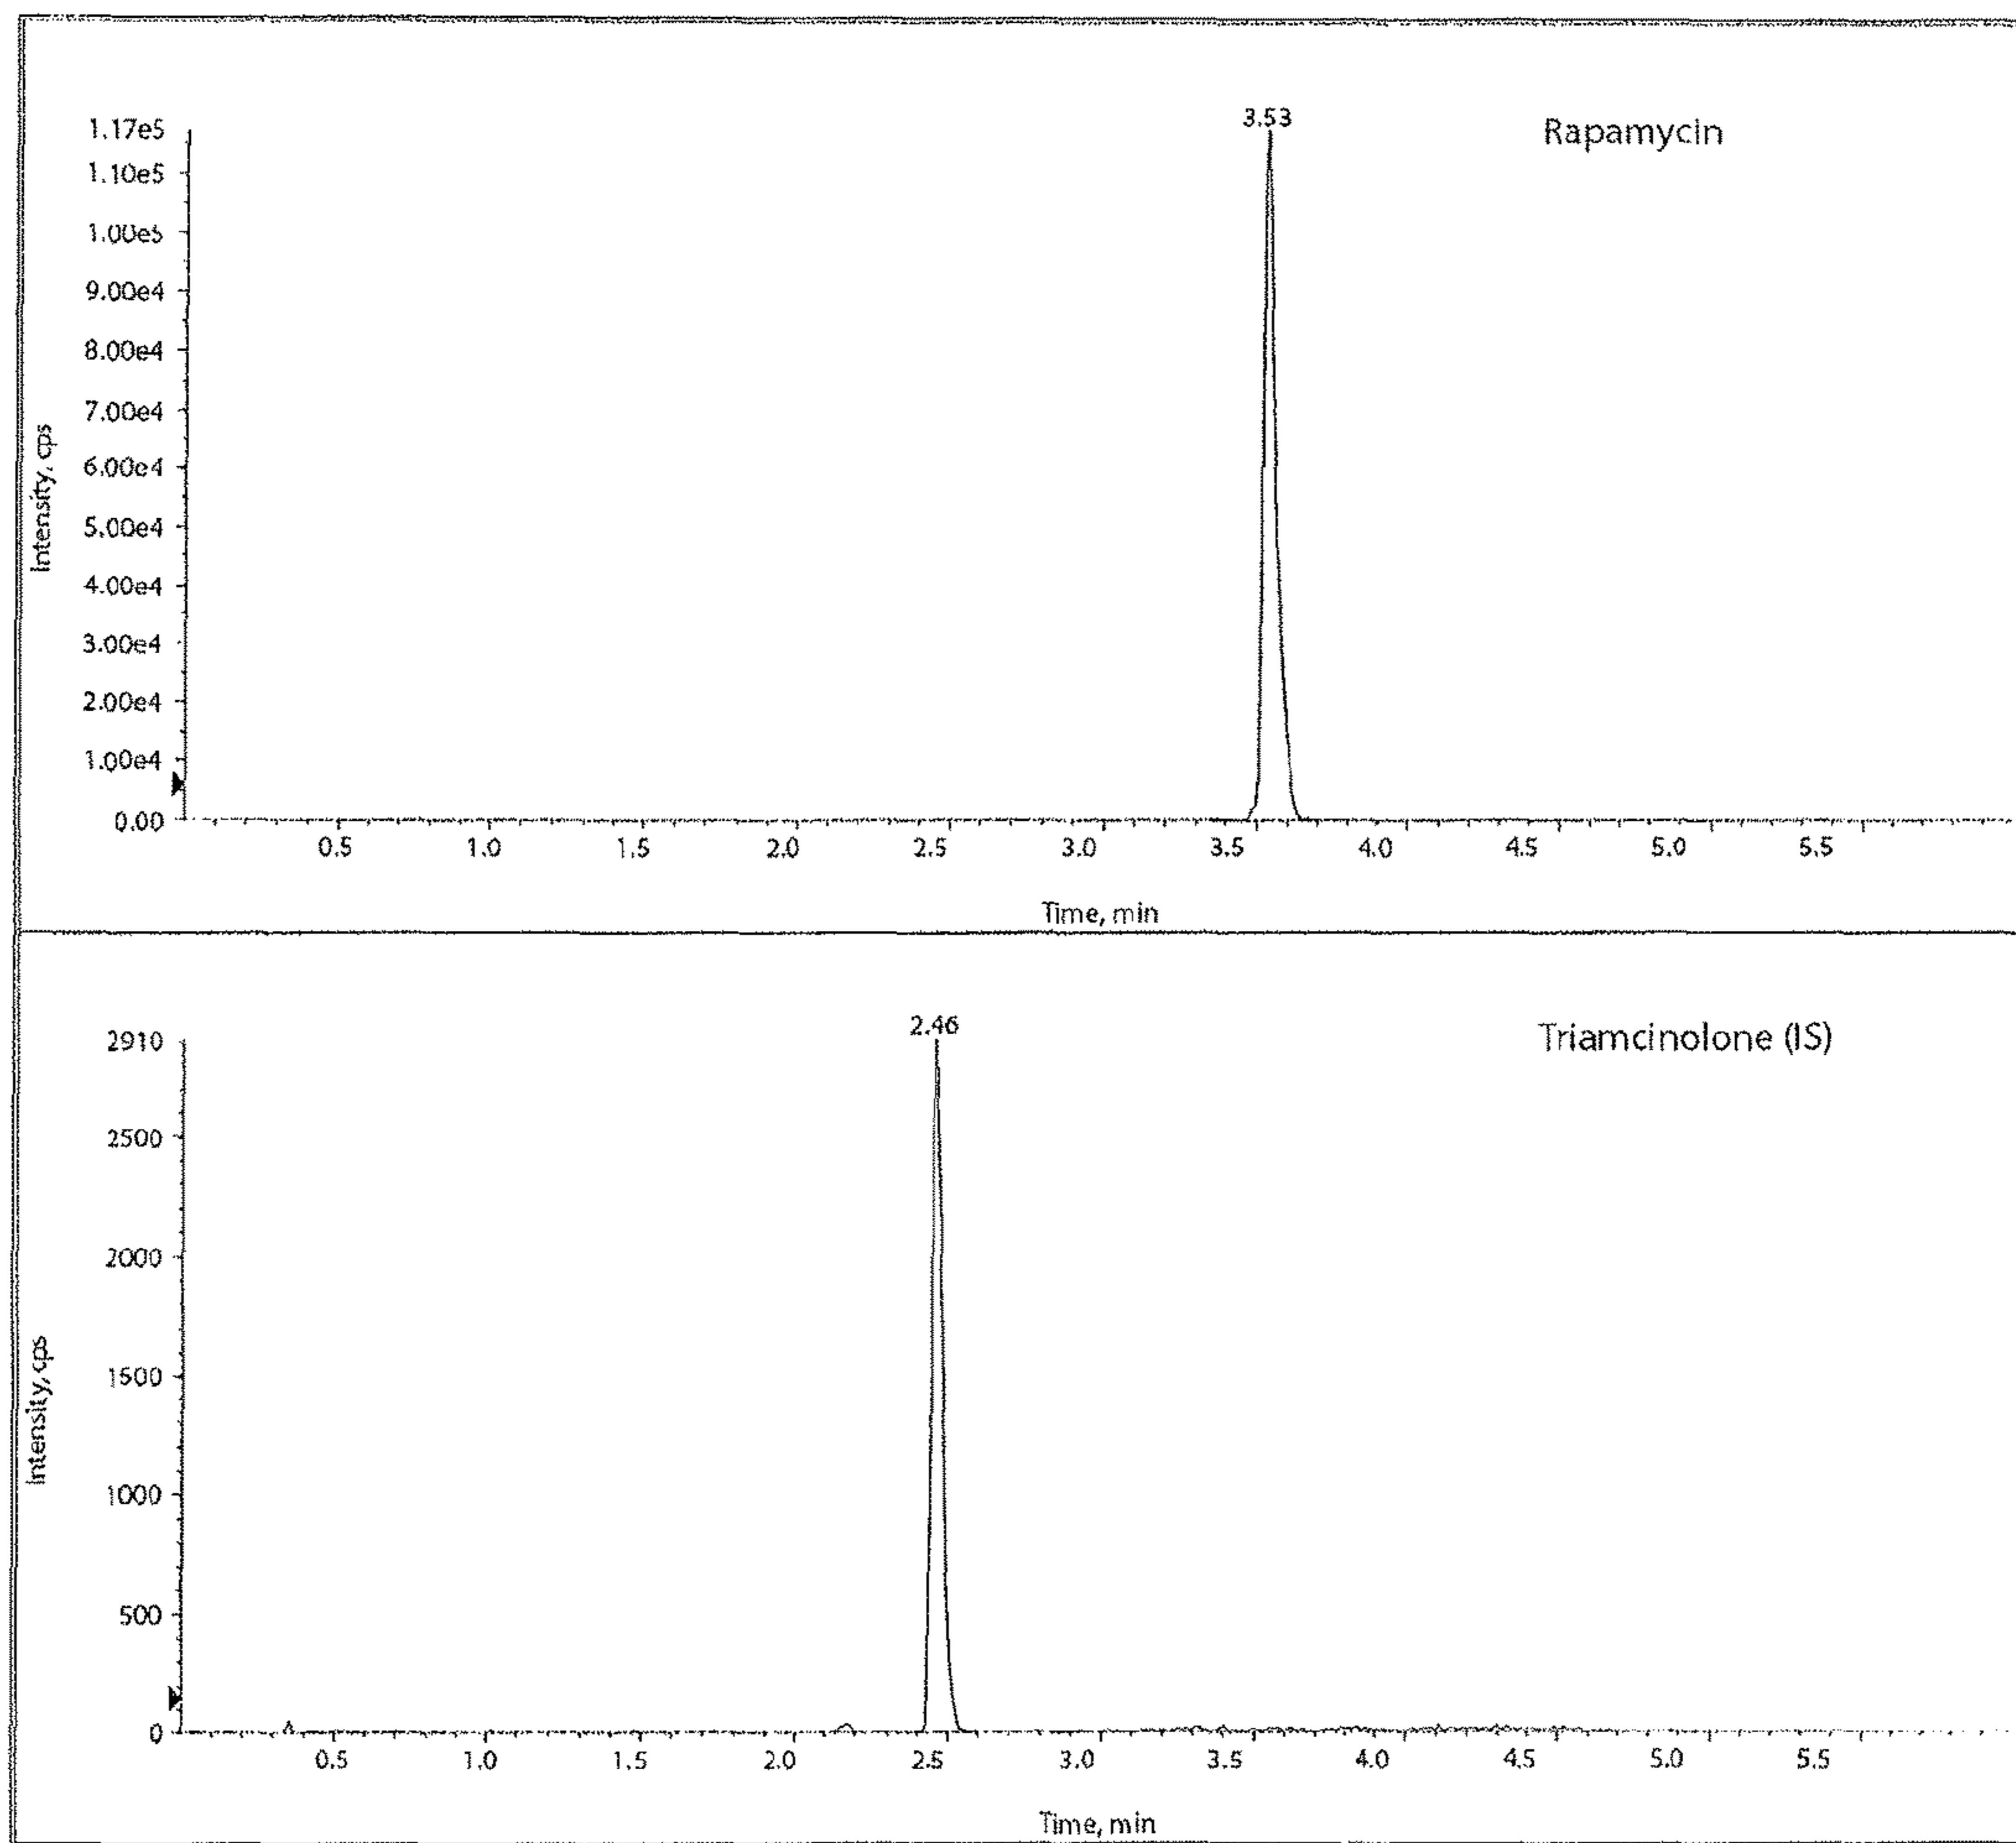 3.53
Rapamycin
1.17e5
1.10e5
1.00e5
9.00e4
8.00e4
7.00e4
6.00e4
5.00e4
4.00e4
3.00e4
2.00e4
1.00e4
0.00
Intensity, cps
0.5 1.0 1.5 2.0 2.5 3.0 3.5 4.0 4.5 5.0 5.5
Time, min
2.46
Triamcinolone (IS)
2910
2500
2000
1500
1000
500
0
Intensity, cps
0.5 1.0 1.5 2.0 2.5 3.0 3.5 4.0 4.5 5.0 5.5
Time, min